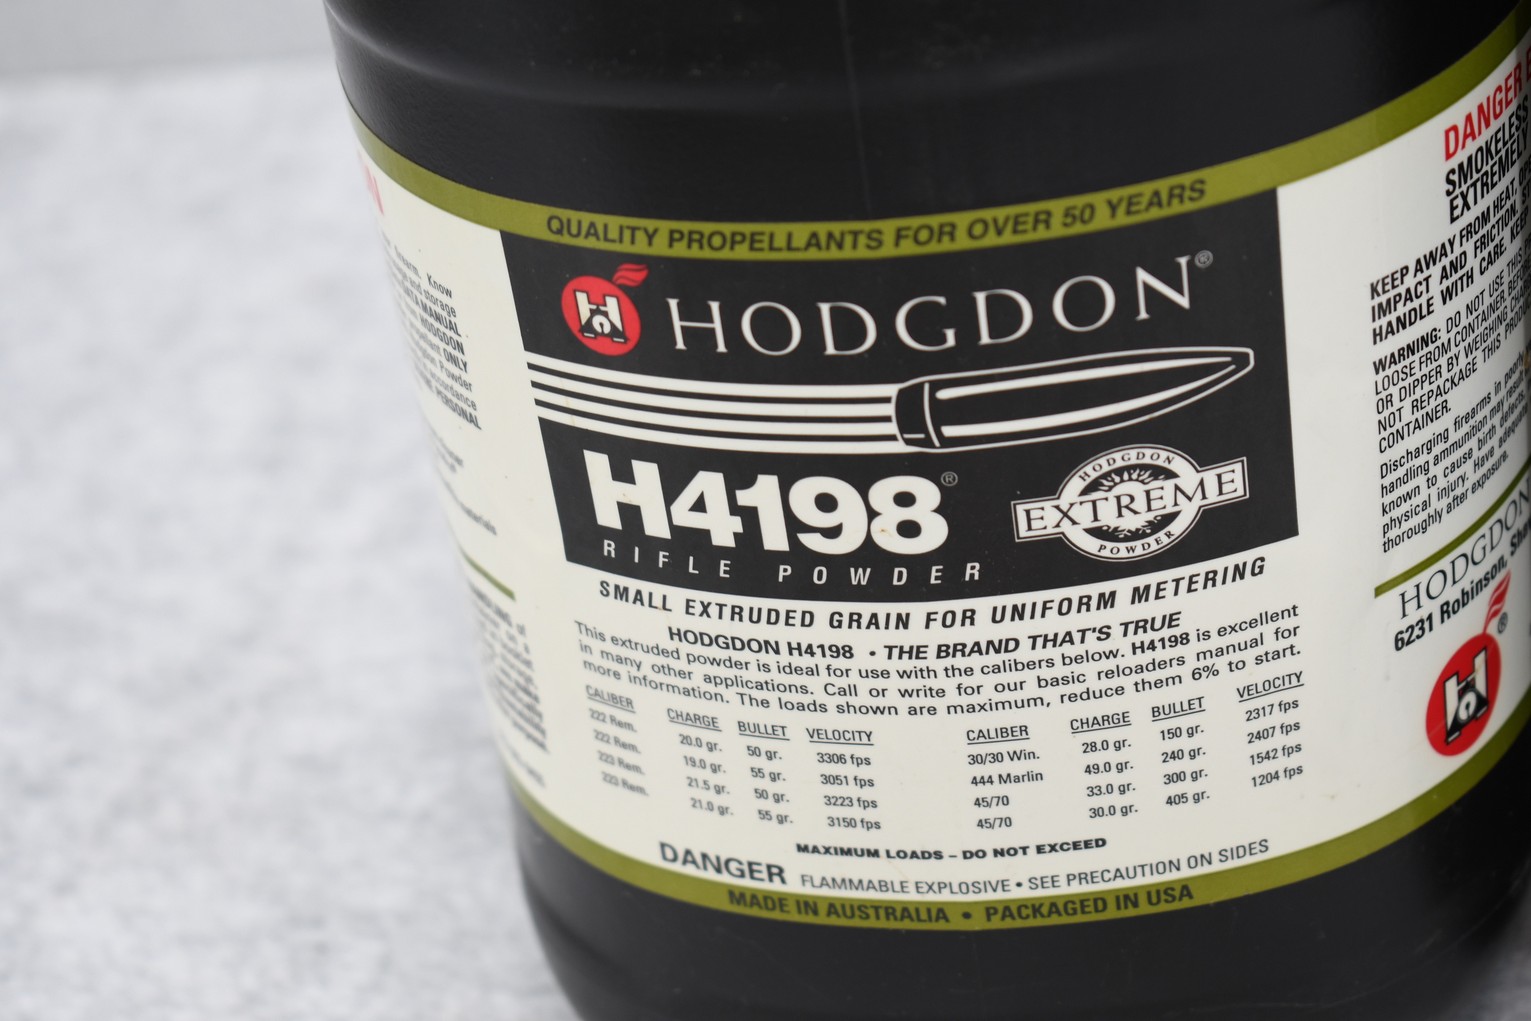 QUALITY PROPELLANTS FOR OVER 50 YEARS
HODGDON®
H4198®
RIFLE POWDER
HODGDON
EXTREME
POWDER
SMALL EXTRUDED GRAIN FOR UNIFORM METERING
HODGDON H4198 • THE BRAND THAT'S TRUE
This extruded powder is ideal for use with the calibers below. H4198 is excellent
in many other applications. Call or write for our basic reloaders manual for
more information. The loads shown are maximum, reduce them 6% to start.
CALIBER CHARGE BULLET VELOCITY CALIBER CHARGE BULLET VELOCITY
222 Rem. 20.0 gr. 50 gr. 3306 fps 30/30 Win. 28.0 gr. 150 gr. 2317 fps
222 Rem. 19.0 gr. 55 gr. 3051 fps 444 Marlin 49.0 gr. 240 gr. 2407 fps
223 Rem. 21.5 gr. 50 gr. 3223 fps 45/70 33.0 gr. 300 gr. 1542 fps
223 Rem. 21.0 gr. 55 gr. 3150 fps 45/70 30.0 gr. 405 gr. 1204 fps
MAXIMUM LOADS – DO NOT EXCEED
DANGER FLAMMABLE EXPLOSIVE • SEE PRECAUTION ON SIDES
MADE IN AUSTRALIA • PACKAGED IN USA
Know
and storage
DATA MANUAL
HODGDON
ONLY
Powder
accordance
PERSONAL
DANGER
SMOKELESS
EXTREMELY
KEEP AWAY FROM HEAT,
IMPACT AND FRICTION.
HANDLE WITH CARE. KEEP
WARNING: DO NOT USE THIS
LOOSE FROM CONTAINER.
OR DIPPER BY WEIGHING
NOT REPACKAGE THIS
CONTAINER.
Discharging firearms in poorly
handling ammunition may result
known to cause birth defects,
physical injury. Have
thoroughly after exposure.
HODGDON
6231 Robinson,
H®